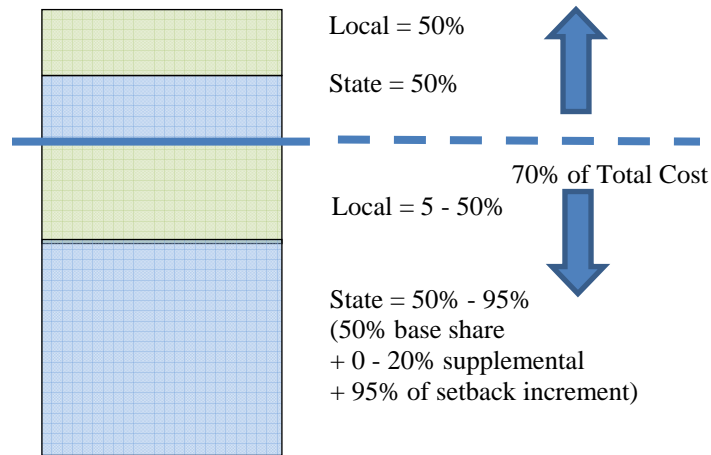 Local = 50%
State = 50%
70% of Total Cost
Local = 5 - 50%
State = 50% - 95%
(50% base share
+ 0 - 20% supplemental
+ 95% of setback increment)